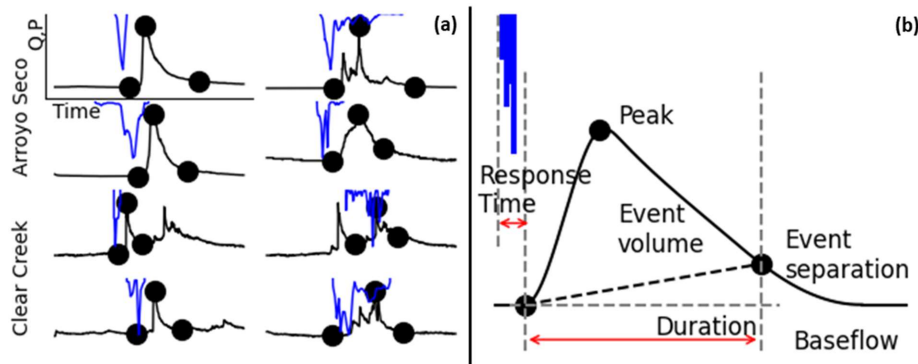 (a)
Q,P
Time
Arroyo Seco
Clear Creek
(b)
Peak
Response
Time
Event
volume
Event
separation
Duration
Baseflow